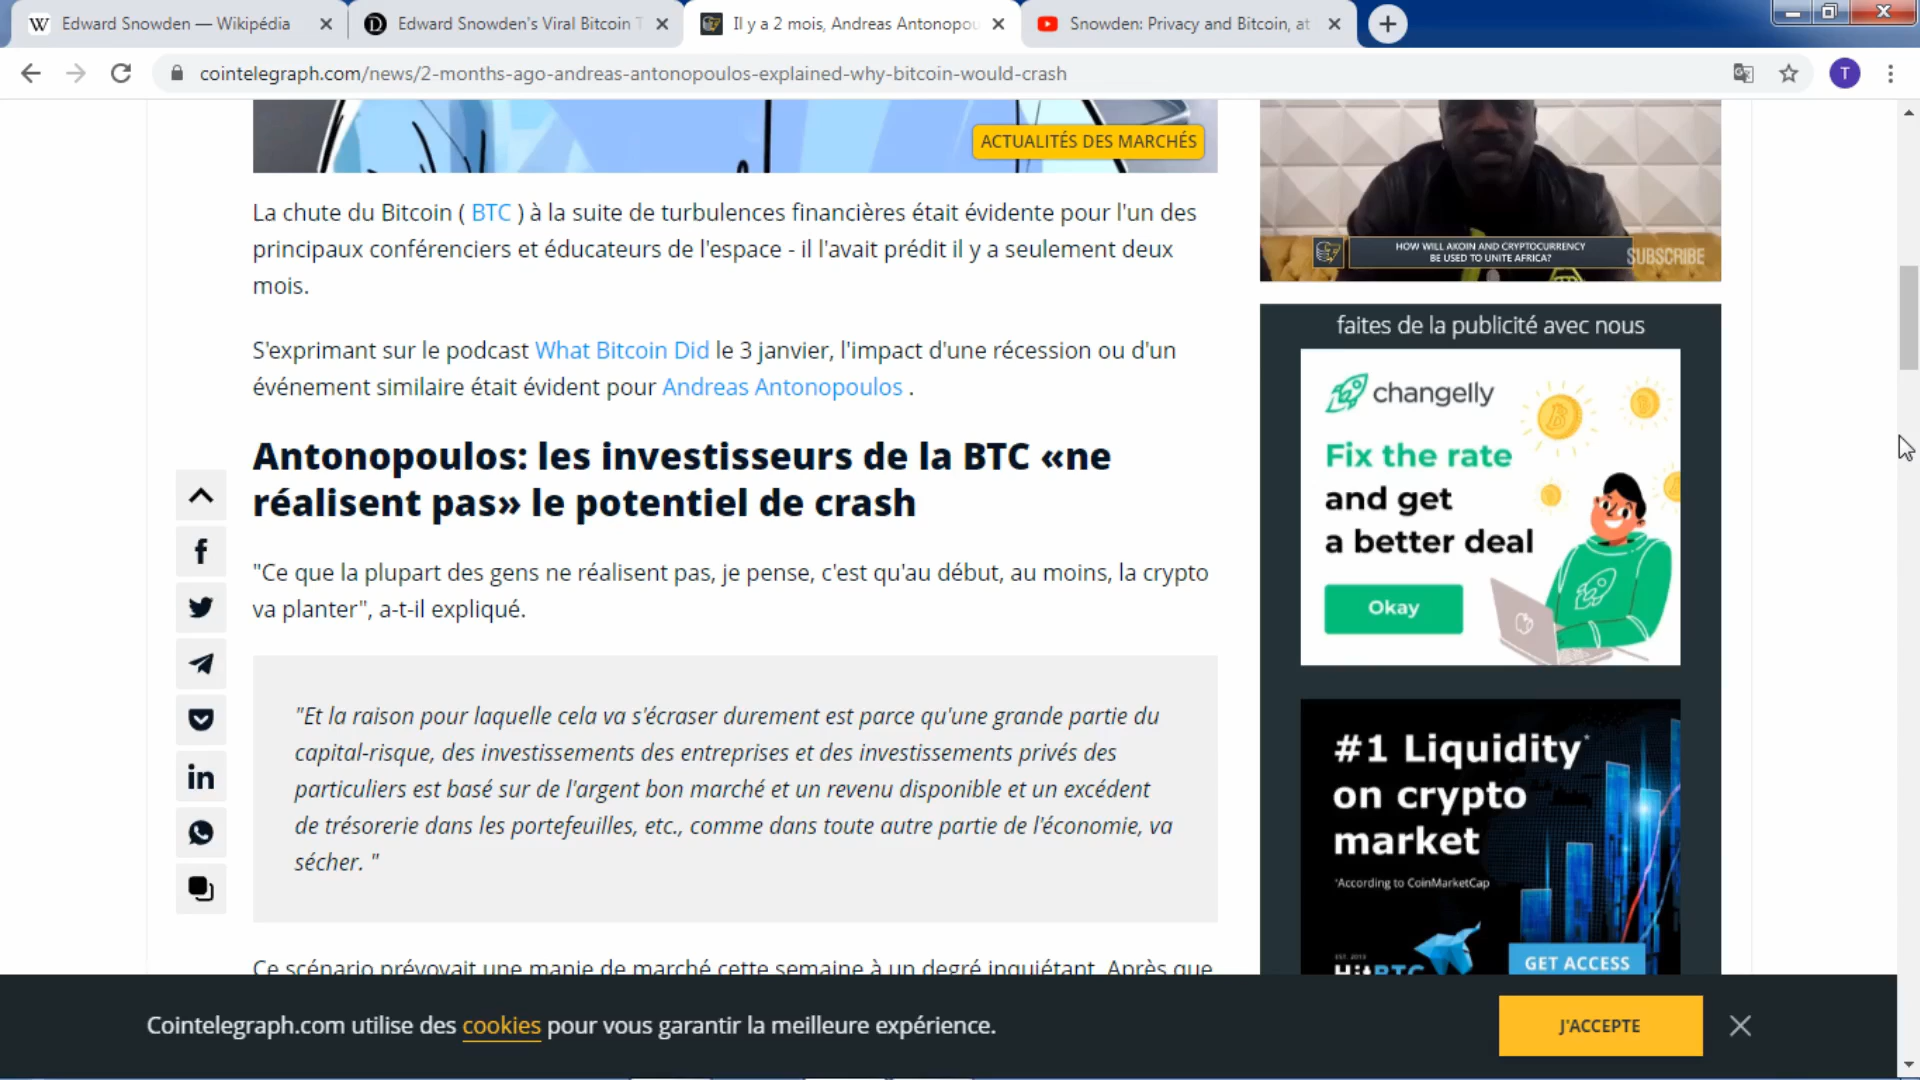 Edward Snowden — Wikipédia
Edward Snowden's Viral Bitcoin
Il y a 2 mois, Andreas Antonopou
Snowden: Privacy and Bitcoin, at
cointelegraph.com/news/2-months-ago-andreas-antonopoulos-explained-why-bitcoin-would-crash
T
ACTUALITÉS DES MARCHÉS
La chute du Bitcoin ( BTC ) à la suite de turbulences financières était évidente pour l'un des
principaux conférenciers et éducateurs de l'espace - il l'avait prédit il y a seulement deux
mois.
S'exprimant sur le podcast What Bitcoin Did le 3 janvier, l'impact d'une récession ou d'un
événement similaire était évident pour Andreas Antonopoulos .
Antonopoulos: les investisseurs de la BTC «ne
réalisent pas» le potentiel de crash
"Ce que la plupart des gens ne réalisent pas, je pense, c'est qu'au début, au moins, la crypto
va planter", a-t-il expliqué.
"Et la raison pour laquelle cela va s'écraser durement est parce qu'une grande partie du
capital-risque, des investissements des entreprises et des investissements privés des
particuliers est basé sur de l'argent bon marché et un revenu disponible et un excédent
de trésorerie dans les portefeuilles, etc., comme dans toute autre partie de l'économie, va
sécher. "
Ce scénario prévoyait une manie de marché cette semaine à un degré inquiétant. Après que
HOW WILL AKOIN AND CRYPTOCURRENCY
BE USED TO UNITE AFRICA?
SUBSCRIBE
faites de la publicité avec nous
changelly
Fix the rate
and get
a better deal
Okay
#1 Liquidity*
on crypto
market
*According to CoinMarketCap
EST. 2013
HitBTC
GET ACCESS
Cointelegraph.com utilise des cookies pour vous garantir la meilleure expérience.
J'ACCEPTE